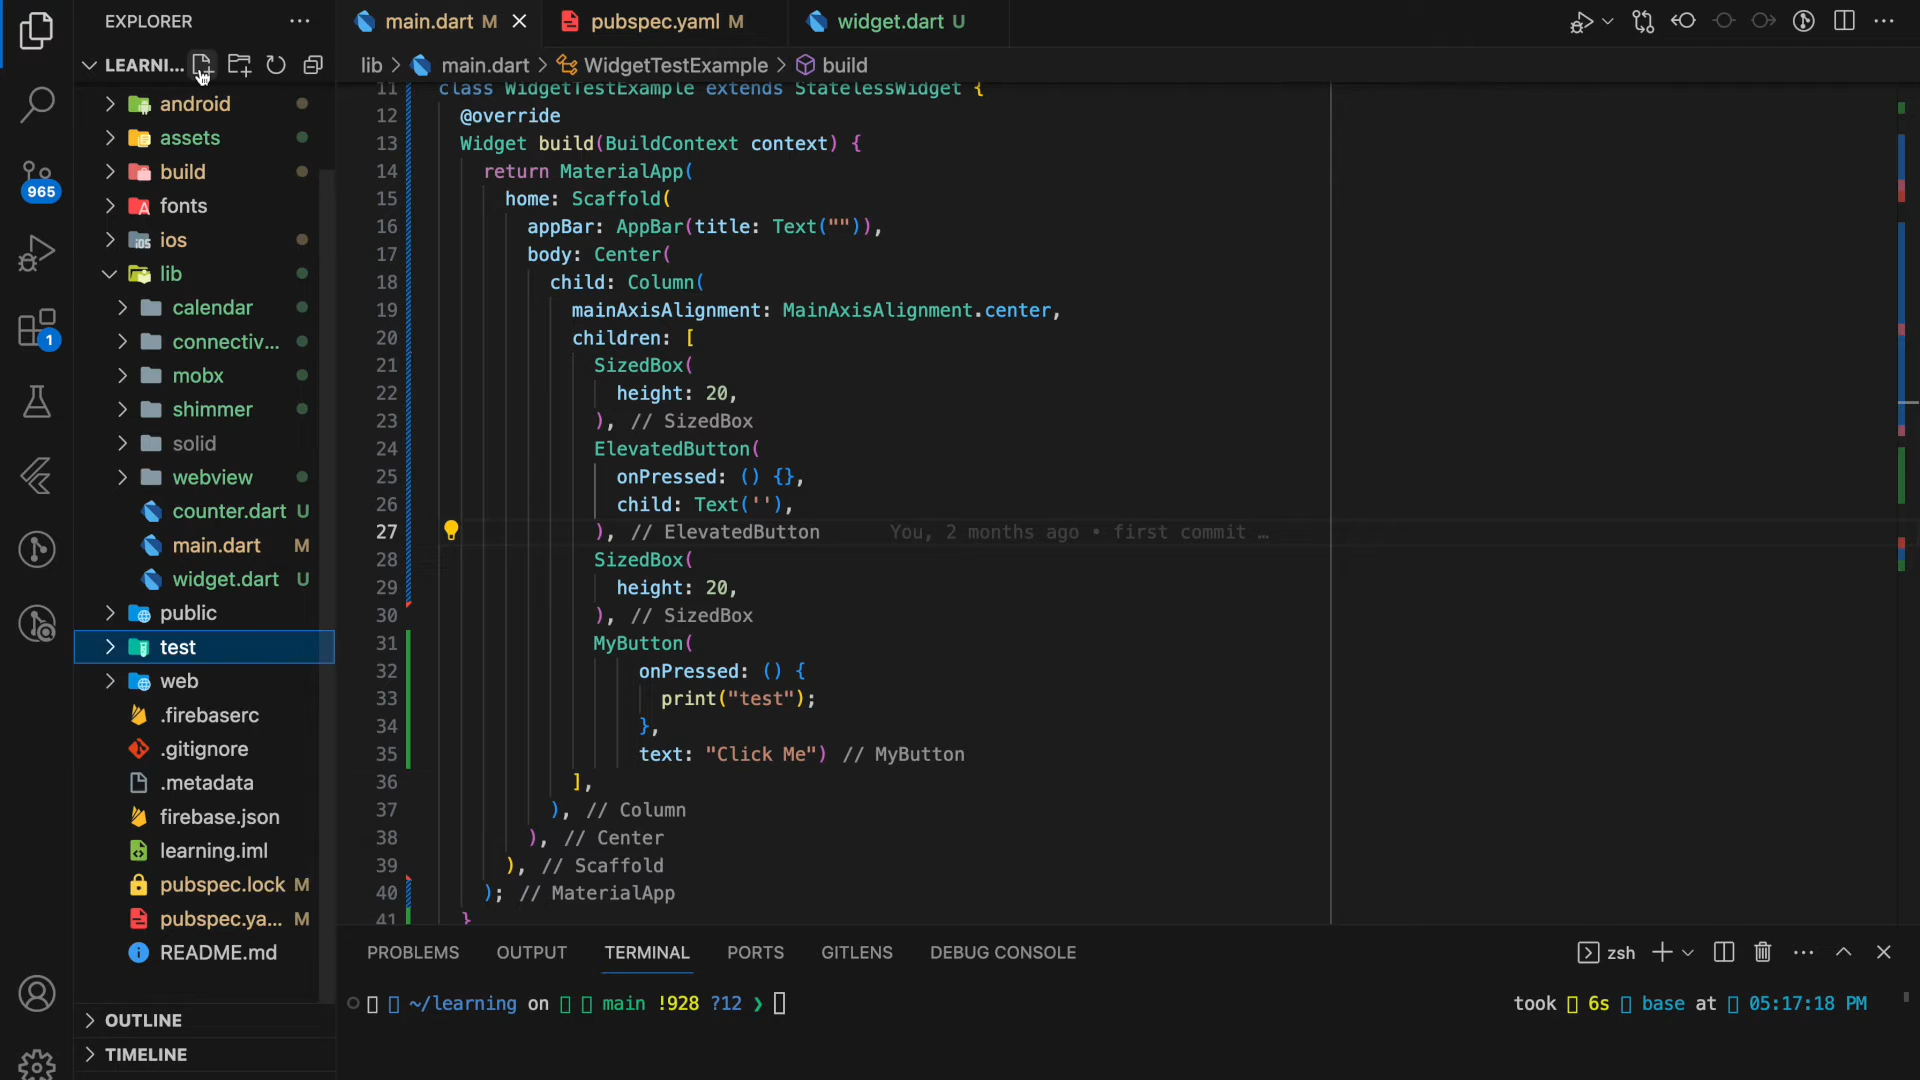 EXPLORER
main.dart M
pubspec.yaml M
widget.dart U
LEARNI...
lib > main.dart > WidgetTestExample > build
965
1
android
assets
build
fonts
iOS
ios
lib
calendar
connectiv...
mobx
shimmer
solid
webview
counter.dart U
main.dart M
widget.dart U
public
test
web
.firebaserc
.gitignore
.metadata
firebase.json
learning.iml
pubspec.lock M
pubspec.ya... M
README.md
OUTLINE
TIMELINE
11 class WidgetTestExample extends StatelessWidget {
12 @override
13 Widget build(BuildContext context) {
14 return MaterialApp(
15 home: Scaffold(
16 appBar: AppBar(title: Text("")),
17 body: Center(
18 child: Column(
19 mainAxisAlignment: MainAxisAlignment.center,
20 children: [
21 SizedBox(
22 height: 20,
23 ), // SizedBox
24 ElevatedButton(
25 onPressed: () {},
26 child: Text(''),
27 ), // ElevatedButton You, 2 months ago • first commit …
28 SizedBox(
29 height: 20,
30 ), // SizedBox
31 MyButton(
32 onPressed: () {
33 print("test");
34 },
35 text: "Click Me") // MyButton
36 ],
37 ), // Column
38 ), // Center
39 ), // Scaffold
40 ); // MaterialApp
41 }
PROBLEMS OUTPUT TERMINAL PORTS GITLENS DEBUG CONSOLE
zsh
~/learning on main !928 ?12 ❯
took 6s base at 05:17:18 PM